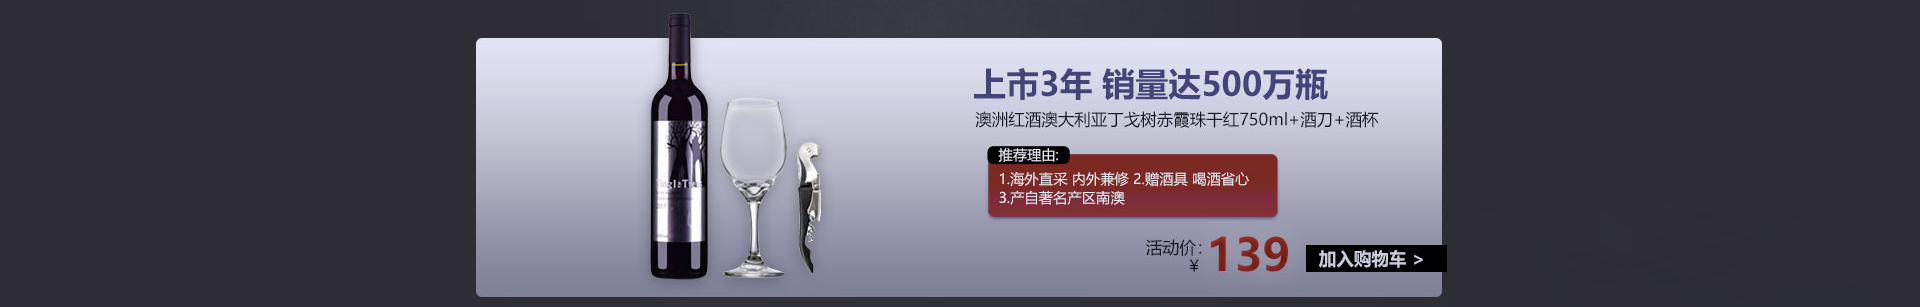 上市3年 销量达500万瓶
澳洲红酒澳大利亚丁戈树赤霞珠干红750ml+酒刀+酒杯
推荐理由:
1.海外直采 内外兼修 2.赠酒具 喝酒省心
3.产自著名产区南澳
活动价:
¥ 139
加入购物车 >